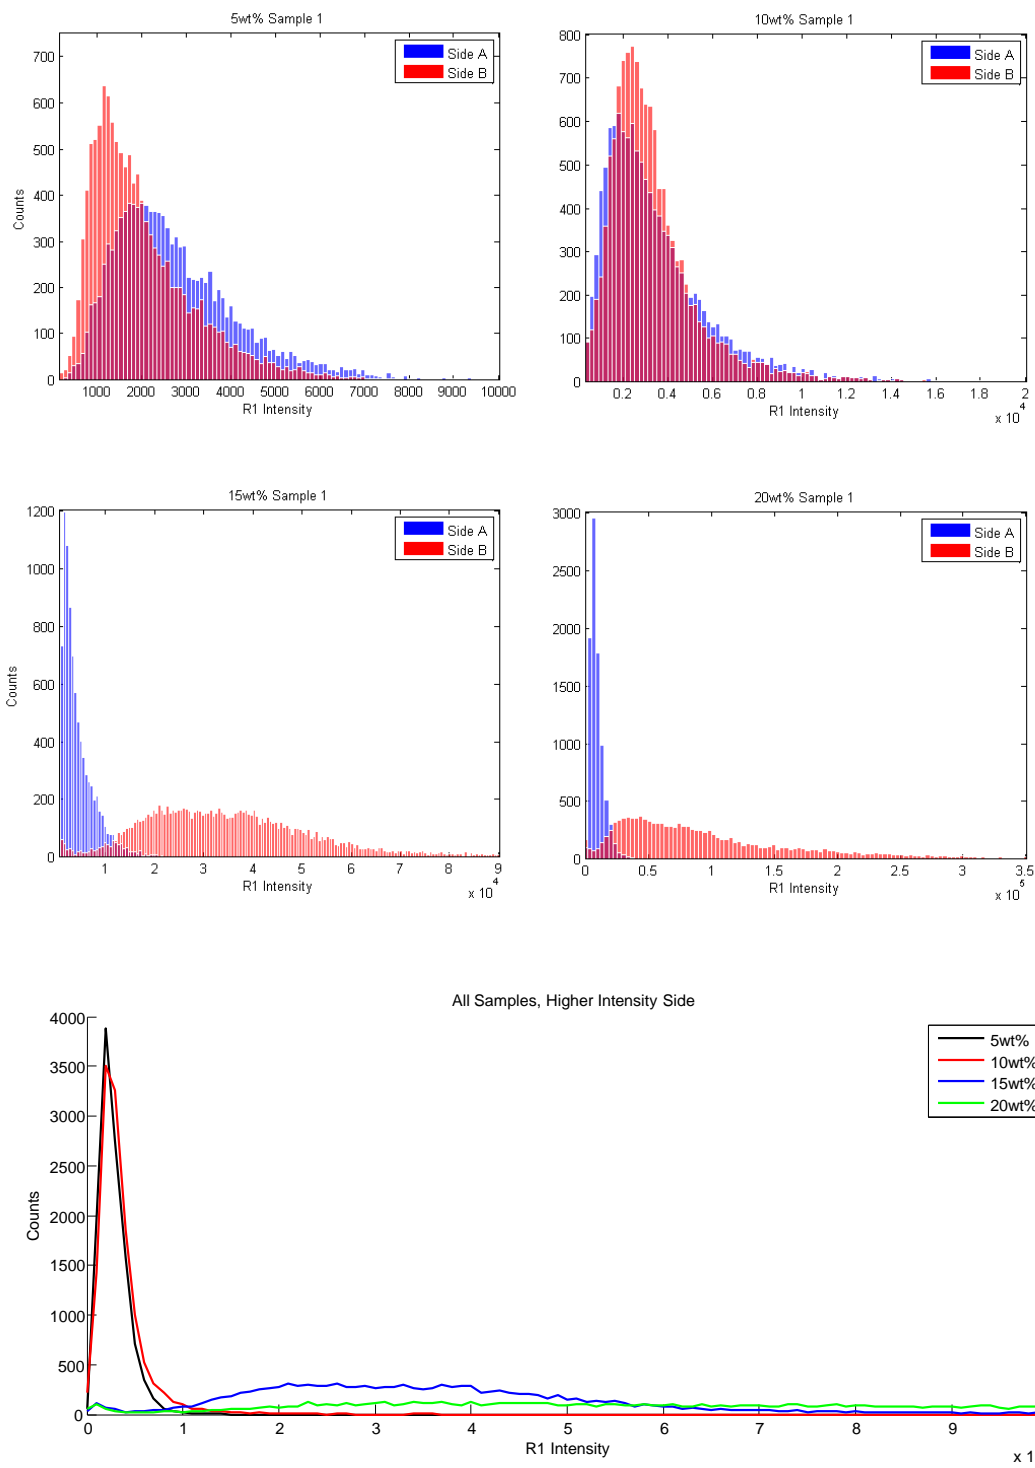 5wt% Sample 1
700
600
500
400
300
200
100
0
Counts
1000 2000 3000 4000 5000 6000 7000 8000 9000 10000
R1 Intensity
Side A
Side B
10wt% Sample 1
800
700
600
500
400
300
200
100
0
0.2 0.4 0.6 0.8 1 1.2 1.4 1.6 1.8 2
R1 Intensity
x 10^4
Side A
Side B
15wt% Sample 1
1200
1000
800
600
400
200
0
Counts
1 2 3 4 5 6 7 8 9
R1 Intensity
x 10^4
Side A
Side B
20wt% Sample 1
3000
2500
2000
1500
1000
500
0
0 0.5 1 1.5 2 2.5 3 3.5
R1 Intensity
x 10^5
Side A
Side B
All Samples, Higher Intensity Side
4000
3500
3000
2500
2000
1500
1000
500
0
Counts
0 1 2 3 4 5 6 7 8 9
R1 Intensity
x 1
5wt%
10wt%
15wt%
20wt%